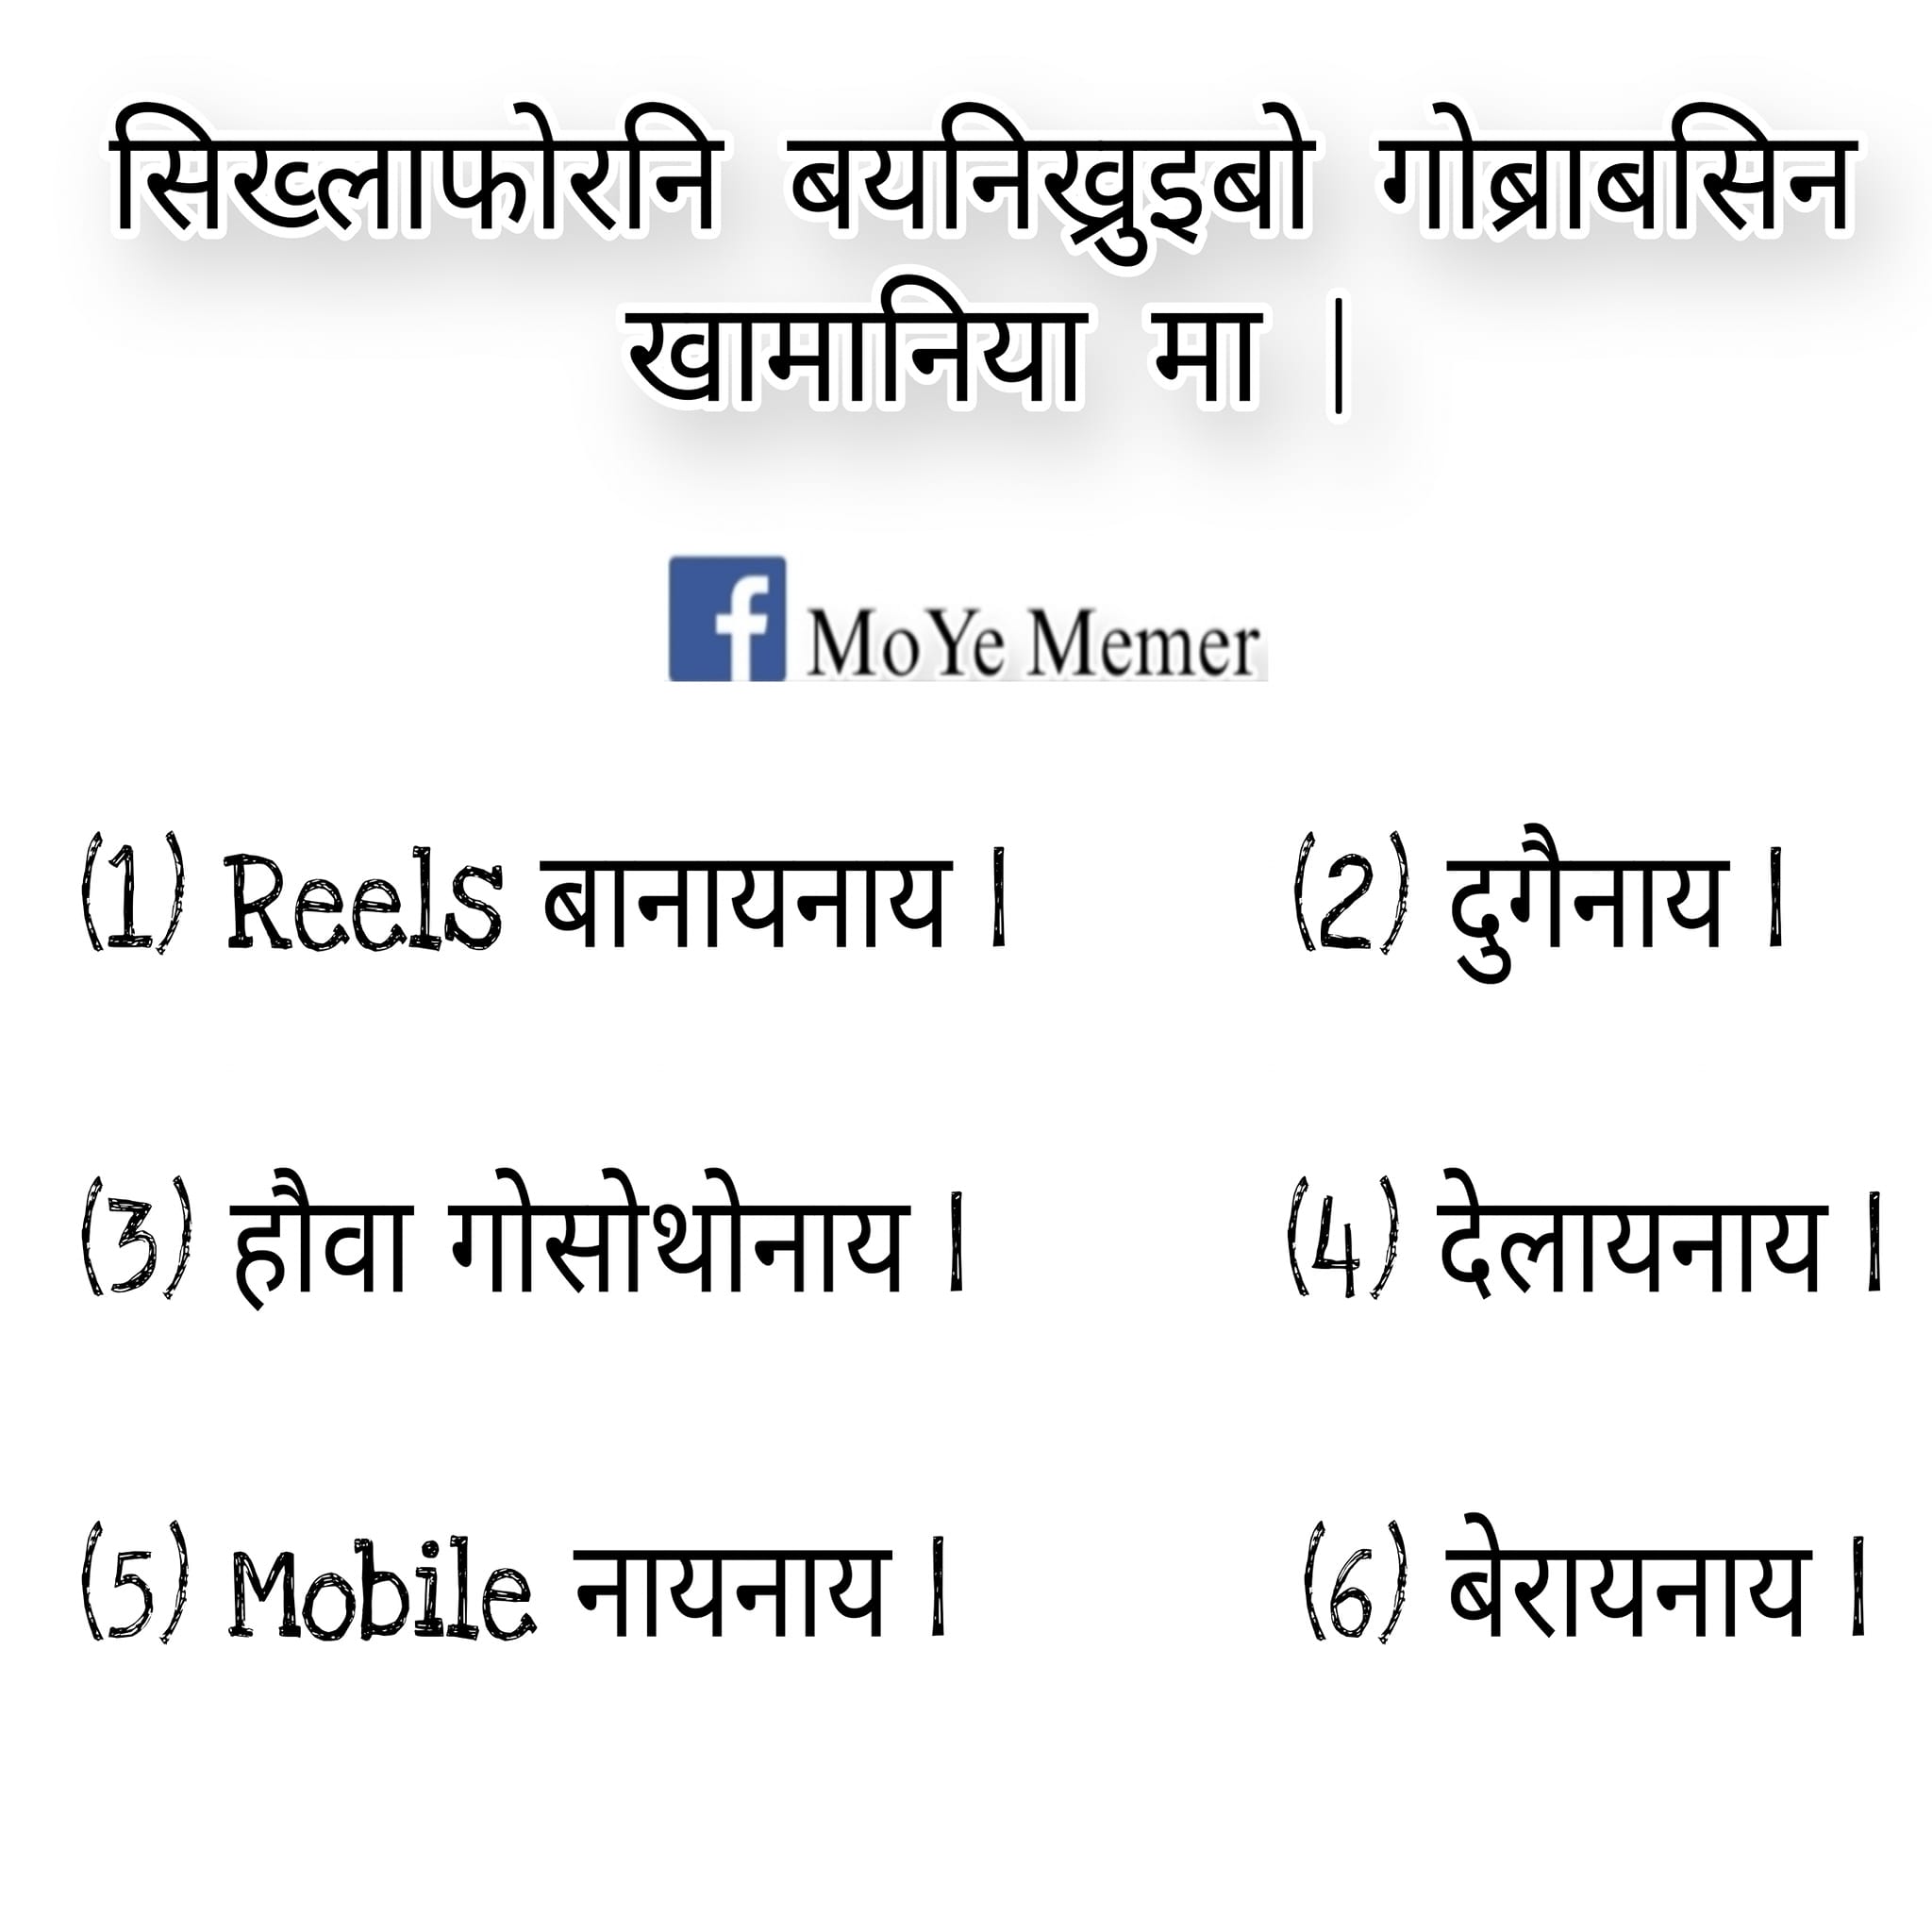 सिख्लाफोरनि बयनिख्रुइबो गोब्राबसिन
खामानिया मा |
f MoYe Memer
(1) Reels बानायनाय । (2) दुगैनाय ।
(3) हौवा गोसोथोनाय । (4) देलायनाय ।
(5) Mobile नायनाय । (6) बेरायनाय ।